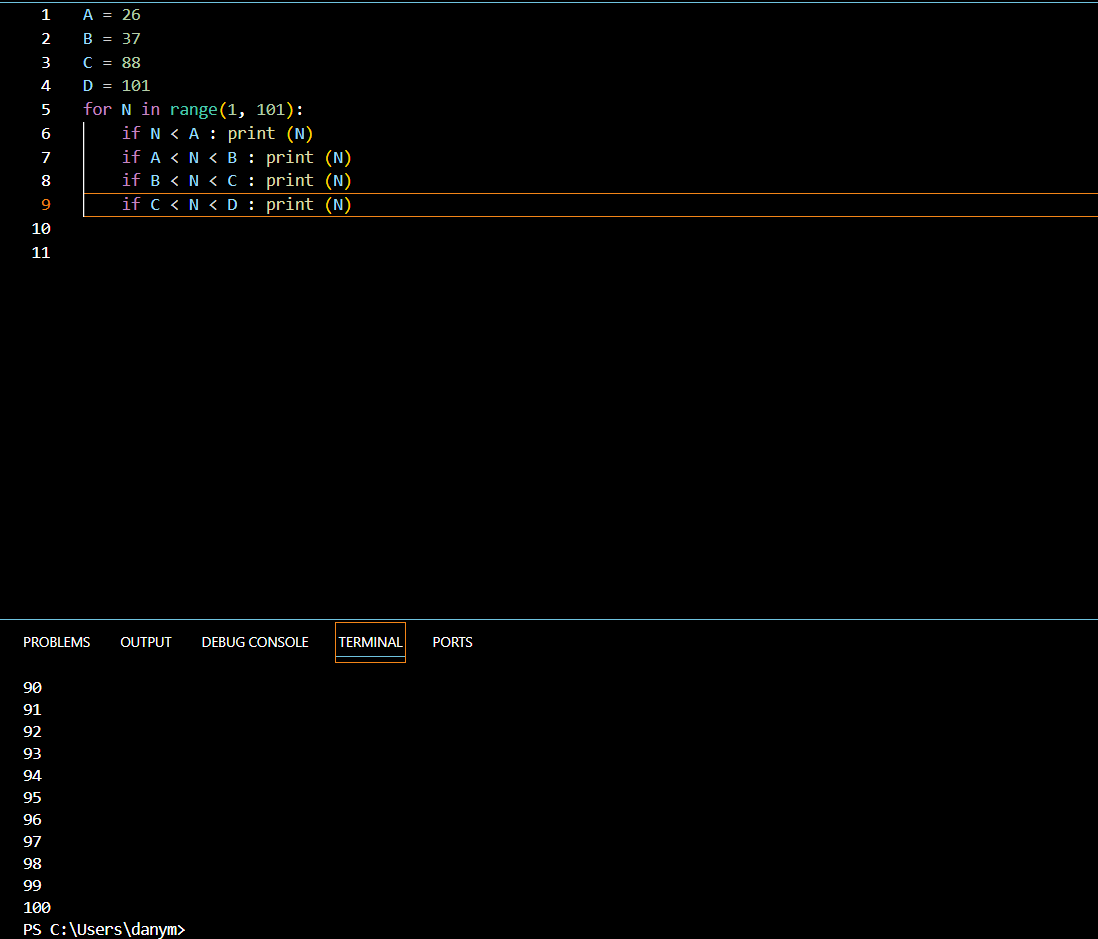 1 A = 26
2 B = 37
3 C = 88
4 D = 101
5 for N in range(1, 101):
6     if N < A : print (N)
7     if A < N < B : print (N)
8     if B < N < C : print (N)
9     if C < N < D : print (N)
10
11
PROBLEMS OUTPUT DEBUG CONSOLE TERMINAL PORTS
90
91
92
93
94
95
96
97
98
99
100
PS C:\Users\danym>